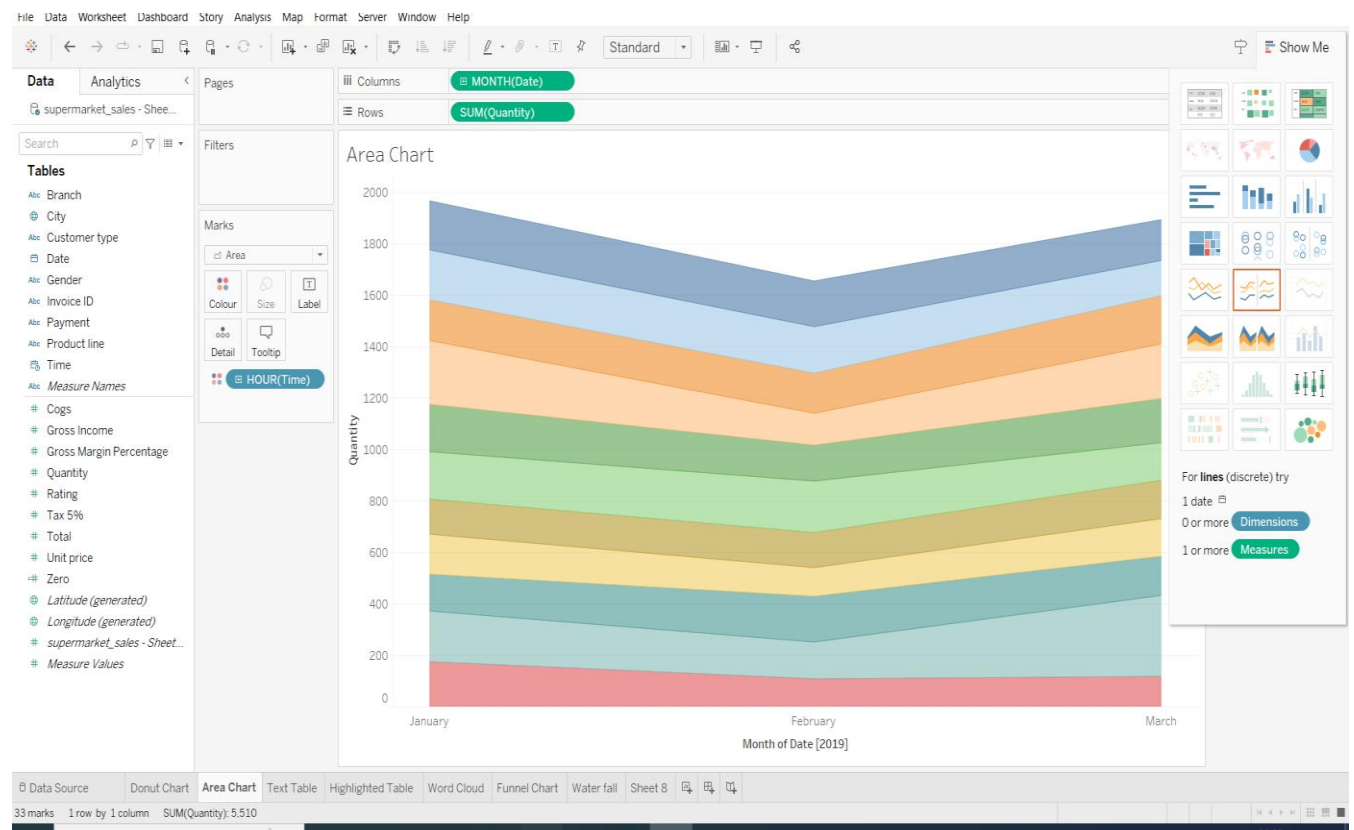 File Data Worksheet Dashboard Story Analysis Map Format Server Window Help
Standard
Show Me
Data Analytics
supermarket_sales - Shee...
Search
Tables
Abc Branch
City
Abc Customer type
Date
Abc Gender
Abc Invoice ID
Abc Payment
Abc Product line
Time
Abc Measure Names
# Cogs
# Gross Income
# Gross Margin Percentage
# Quantity
# Rating
# Tax 5%
# Total
# Unit price
=# Zero
Latitude (generated)
Longitude (generated)
# supermarket_sales - Sheet...
# Measure Values
Pages
Filters
Marks
Area
Colour Size Label
Detail Tooltip
HOUR(Time)
Columns MONTH(Date)
Rows SUM(Quantity)
Area Chart
2000
1800
1600
1400
1200
1000
800
600
400
200
0
Quantity
January February March
Month of Date [2019]
For lines (discrete) try
1 date
0 or more Dimensions
1 or more Measures
Data Source Donut Chart Area Chart Text Table Highlighted Table Word Cloud Funnel Chart Water fall Sheet 8
33 marks 1 row by 1 column SUM(Quantity): 5,510